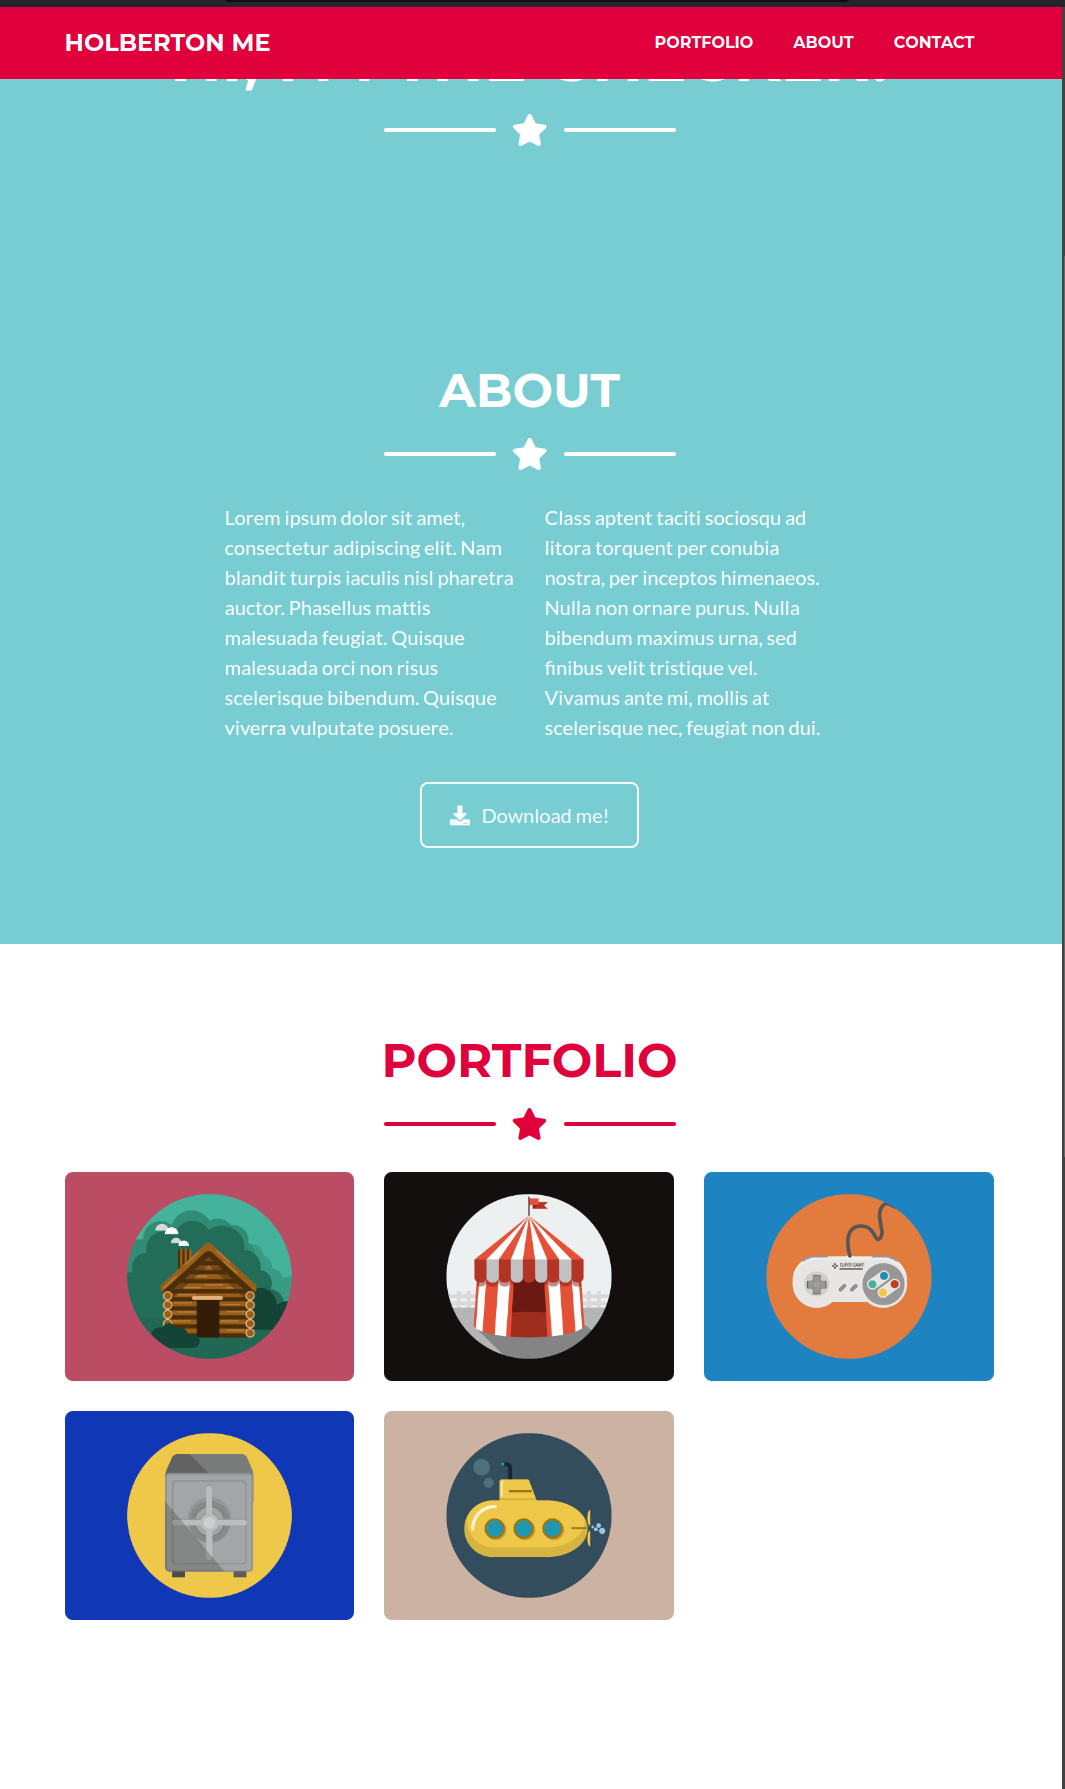 HOLBERTON ME
PORTFOLIO ABOUT CONTACT
ABOUT
Lorem ipsum dolor sit amet,
consectetur adipiscing elit. Nam
blandit turpis iaculis nisl pharetra
auctor. Phasellus mattis
malesuada feugiat. Quisque
malesuada orci non risus
scelerisque bibendum. Quisque
viverra vulputate posuere.
Class aptent taciti sociosqu ad
litora torquent per conubia
nostra, per inceptos himenaeos.
Nulla non ornare purus. Nulla
bibendum maximus urna, sed
finibus velit tristique vel.
Vivamus ante mi, mollis at
scelerisque nec, feugiat non dui.
Download me!
PORTFOLIO
SUPER GAME